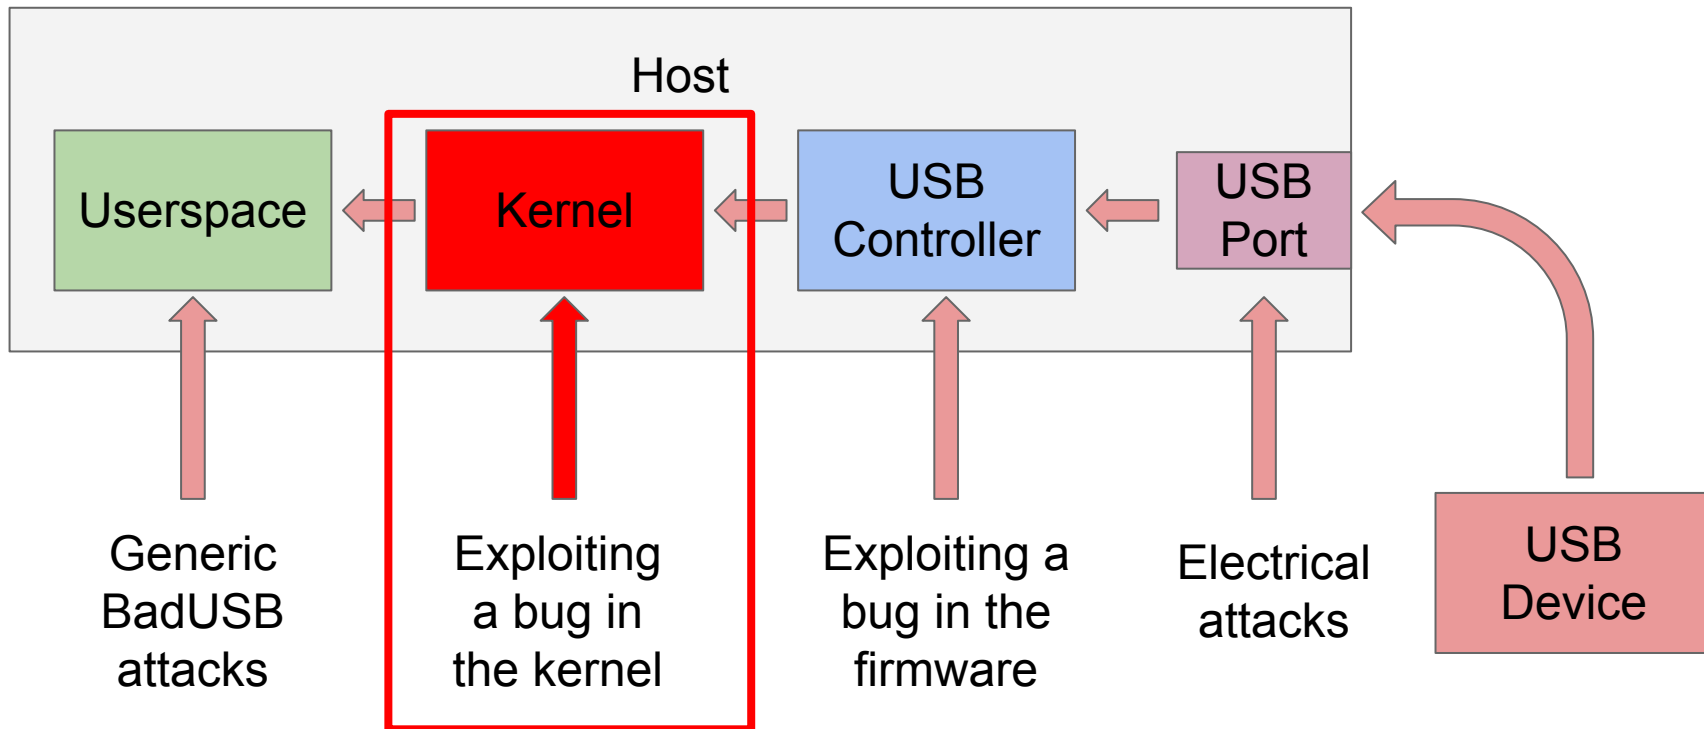 Host
Userspace
Kernel
USB
Controller
USB
Port
Generic
BadUSB
attacks
Exploiting
a bug in
the kernel
Exploiting a
bug in the
firmware
Electrical
attacks
USB
Device